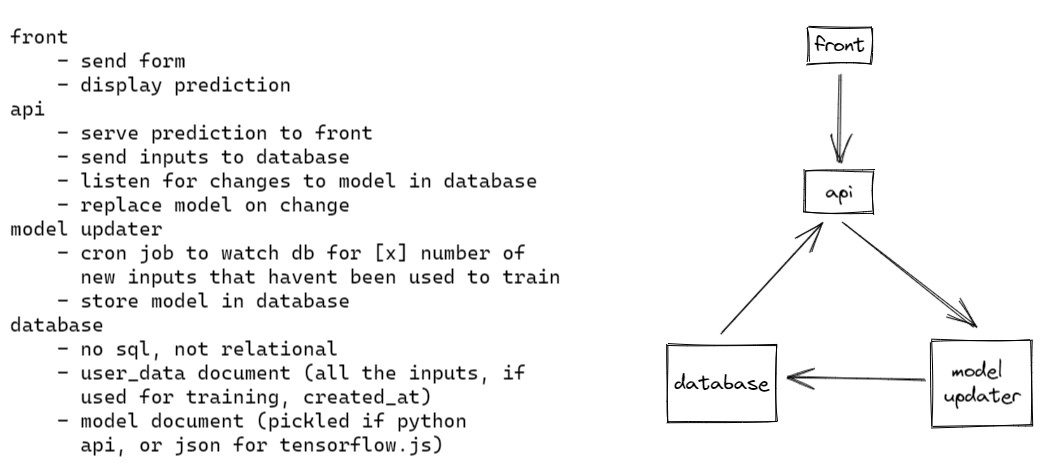 front
- send form
- display prediction
api
- serve prediction to front
- send inputs to database
- listen for changes to model in database
- replace model on change
model updater
- cron job to watch db for [x] number of
new inputs that havent been used to train
- store model in database
database
- no sql, not relational
- user_data document (all the inputs, if
used for training, created_at)
- model document (pickled if python
api, or json for tensorflow.js)
front
api
database
model
updater